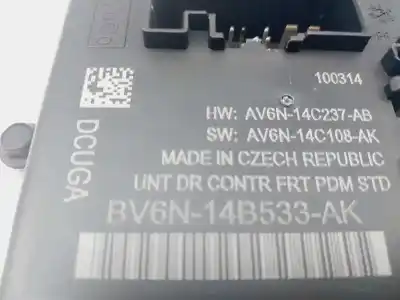 100314
HW: AV6N-14C237-AB
SW: AV6N-14C108-AK
MADE IN CZECH REPUBLIC
UNT DR CONTR FRT PDM STD
BV6N-14B533-AK
DCUGA